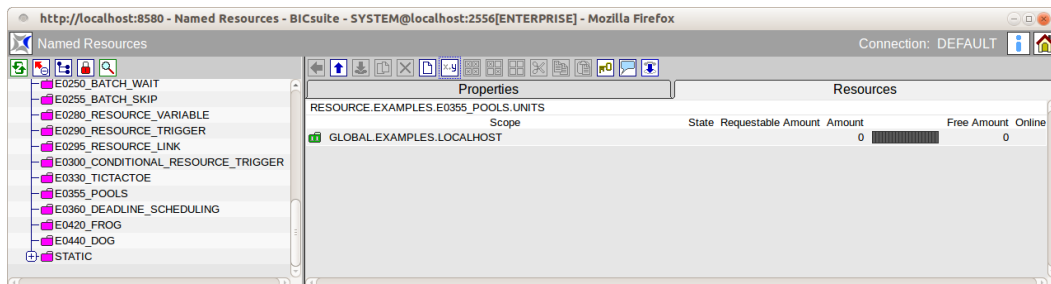 http://localhost:8580 - Named Resources - BICsuite - SYSTEM@localhost:2556[ENTERPRISE] - Mozilla Firefox
Named Resources
Connection: DEFAULT
E0250_BATCH_WAIT
E0255_BATCH_SKIP
E0280_RESOURCE_VARIABLE
E0290_RESOURCE_TRIGGER
E0295_RESOURCE_LINK
E0300_CONDITIONAL_RESOURCE_TRIGGER
E0330_TICTACTOE
E0355_POOLS
E0360_DEADLINE_SCHEDULING
E0420_FROG
E0440_DOG
STATIC
Properties Resources
RESOURCE.EXAMPLES.E0355_POOLS.UNITS
Scope State Requestable Amount Amount Free Amount Online
GLOBAL.EXAMPLES.LOCALHOST 0 0